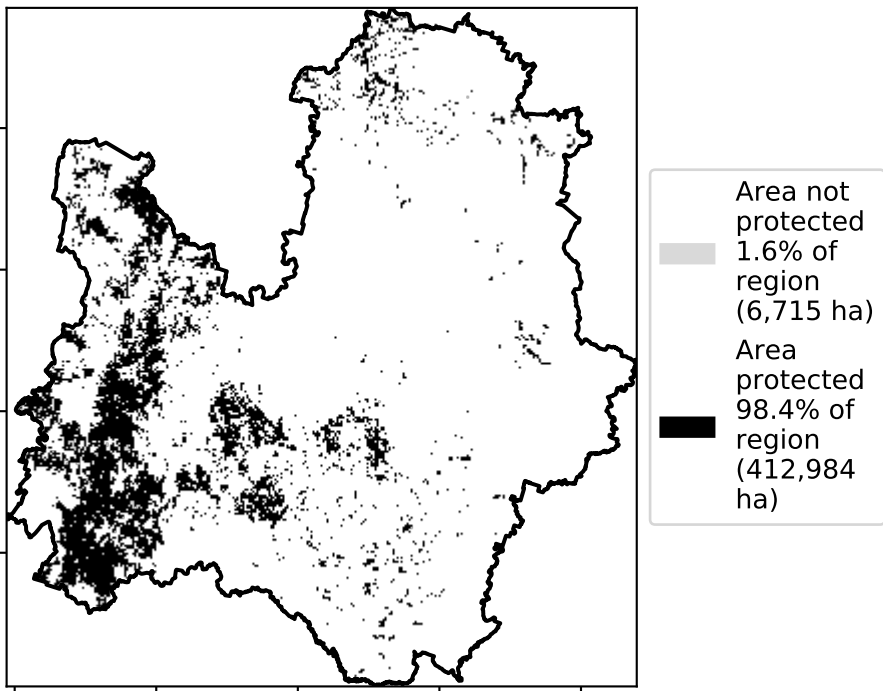 Area not
protected
1.6% of
region
(6,715 ha)
Area
protected
98.4% of
region
(412,984
ha)